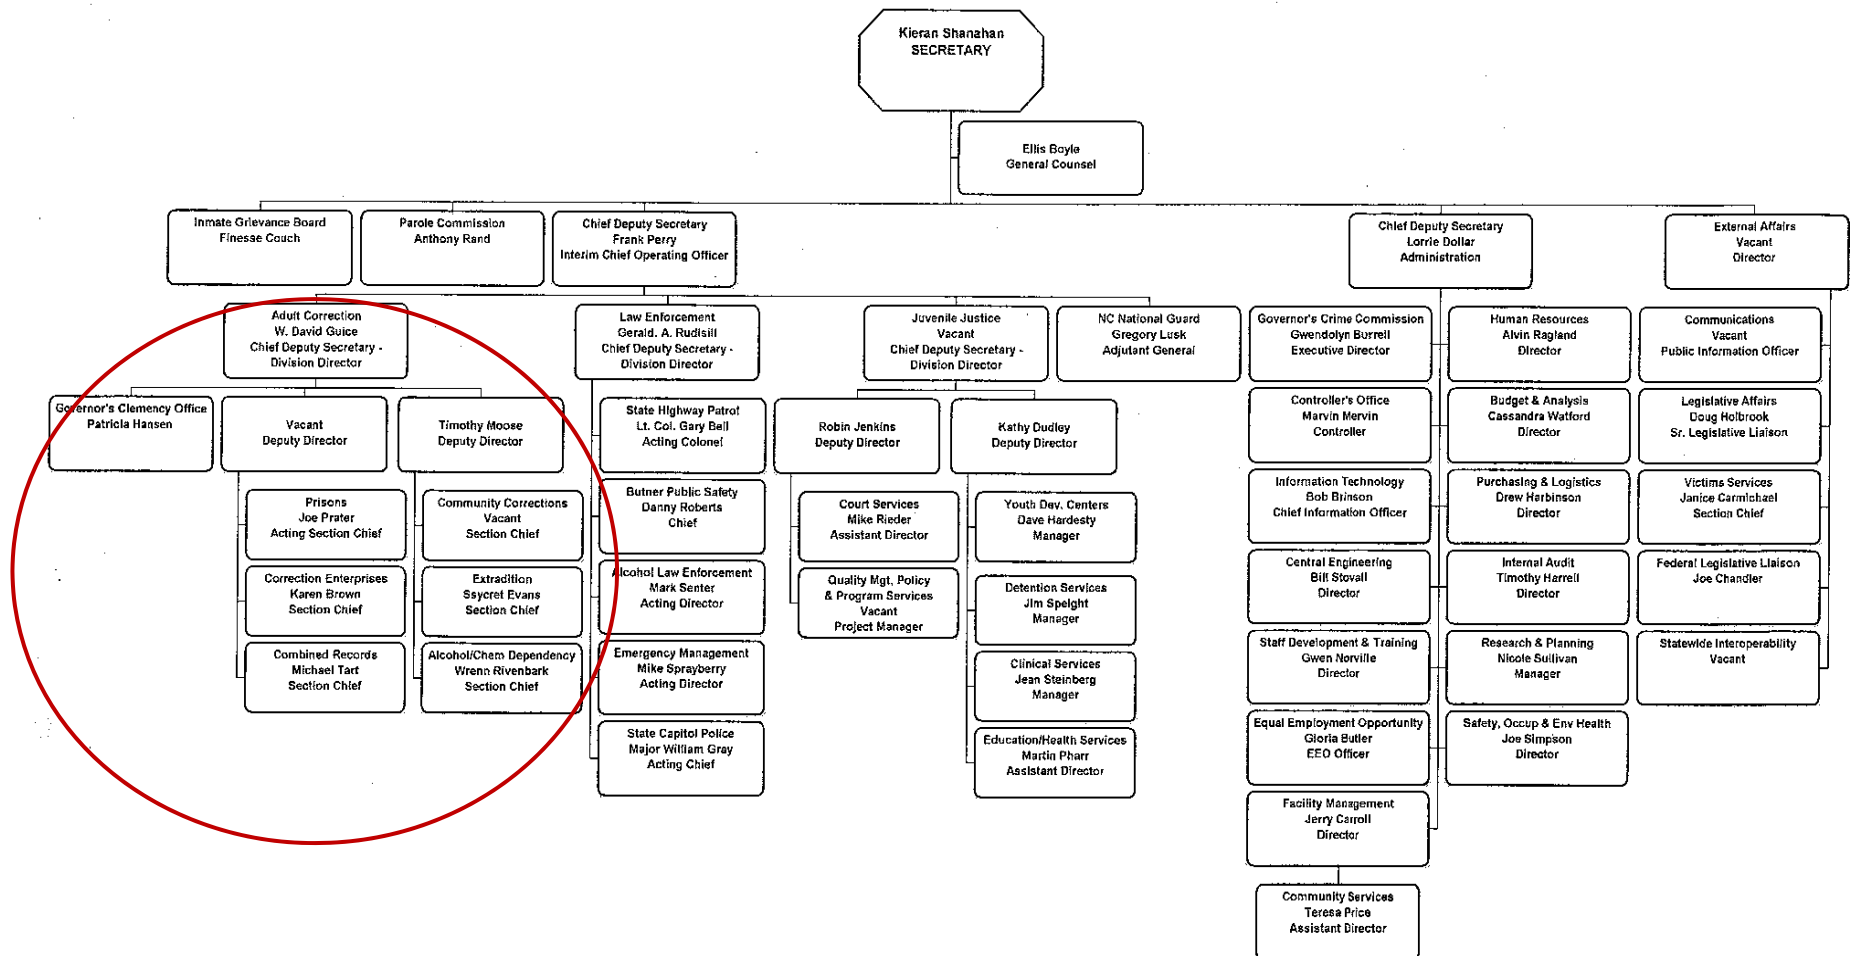 Kieran Shanahan
SECRETARY
Ellis Boyle
General Counsel
Inmate Grievance Board
Finesse Couch
Parole Commission
Anthony Rand
Chief Deputy Secretary
Frank Perry
Interim Chief Operating Officer
Chief Deputy Secretary
Lorrie Dollar
Administration
External Affairs
Vacant
Director
Adult Correction
W. David Guice
Chief Deputy Secretary -
Division Director
Law Enforcement
Gerald. A. Rudisill
Chief Deputy Secretary -
Division Director
Juvenile Justice
Vacant
Chief Deputy Secretary -
Division Director
NC National Guard
Gregory Lusk
Adjutant General
Governor's Clemency Office
Patricia Hansen
Vacant
Deputy Director
Timothy Moose
Deputy Director
Prisons
Joe Prater
Acting Section Chief
Correction Enterprises
Karen Brown
Section Chief
Combined Records
Michael Tart
Section Chief
Community Corrections
Vacant
Section Chief
Extradition
Ssycret Evans
Section Chief
Alcohol/Chem Dependency
Wrenn Rivenbark
Section Chief
State Highway Patrol
Lt. Col. Gary Bell
Acting Colonel
Butner Public Safety
Danny Roberts
Chief
Alcohol Law Enforcement
Mark Senter
Acting Director
Emergency Management
Mike Sprayberry
Acting Director
State Capitol Police
Major William Gray
Acting Chief
Robin Jenkins
Deputy Director
Kathy Dudley
Deputy Director
Court Services
Mike Rieder
Assistant Director
Quality Mgt, Policy
& Program Services
Vacant
Project Manager
Youth Dev. Centers
Dave Hardesty
Manager
Detention Services
Jim Speight
Manager
Clinical Services
Jean Steinberg
Manager
Education/Health Services
Martin Pharr
Assistant Director
Governor's Crime Commission
Gwendolyn Burrell
Executive Director
Controller's Office
Marvin Mervin
Controller
Information Technology
Bob Brinson
Chief Information Officer
Central Engineering
Bill Stovall
Director
Staff Development & Training
Gwen Norville
Director
Equal Employment Opportunity
Gloria Butler
EEO Officer
Facility Management
Jerry Carroll
Director
Community Services
Teresa Price
Assistant Director
Human Resources
Alvin Ragland
Director
Budget & Analysis
Cassandra Watford
Director
Purchasing & Logistics
Drew Harbinson
Director
Internal Audit
Timothy Harrell
Director
Research & Planning
Nicole Sullivan
Manager
Safety, Occup & Env Health
Joe Simpson
Director
Communications
Vacant
Public Information Officer
Legislative Affairs
Doug Holbrook
Sr. Legislative Liaison
Victims Services
Janice Carmichael
Section Chief
Federal Legislative Liaison
Joe Chandler
Statewide Interoperability
Vacant